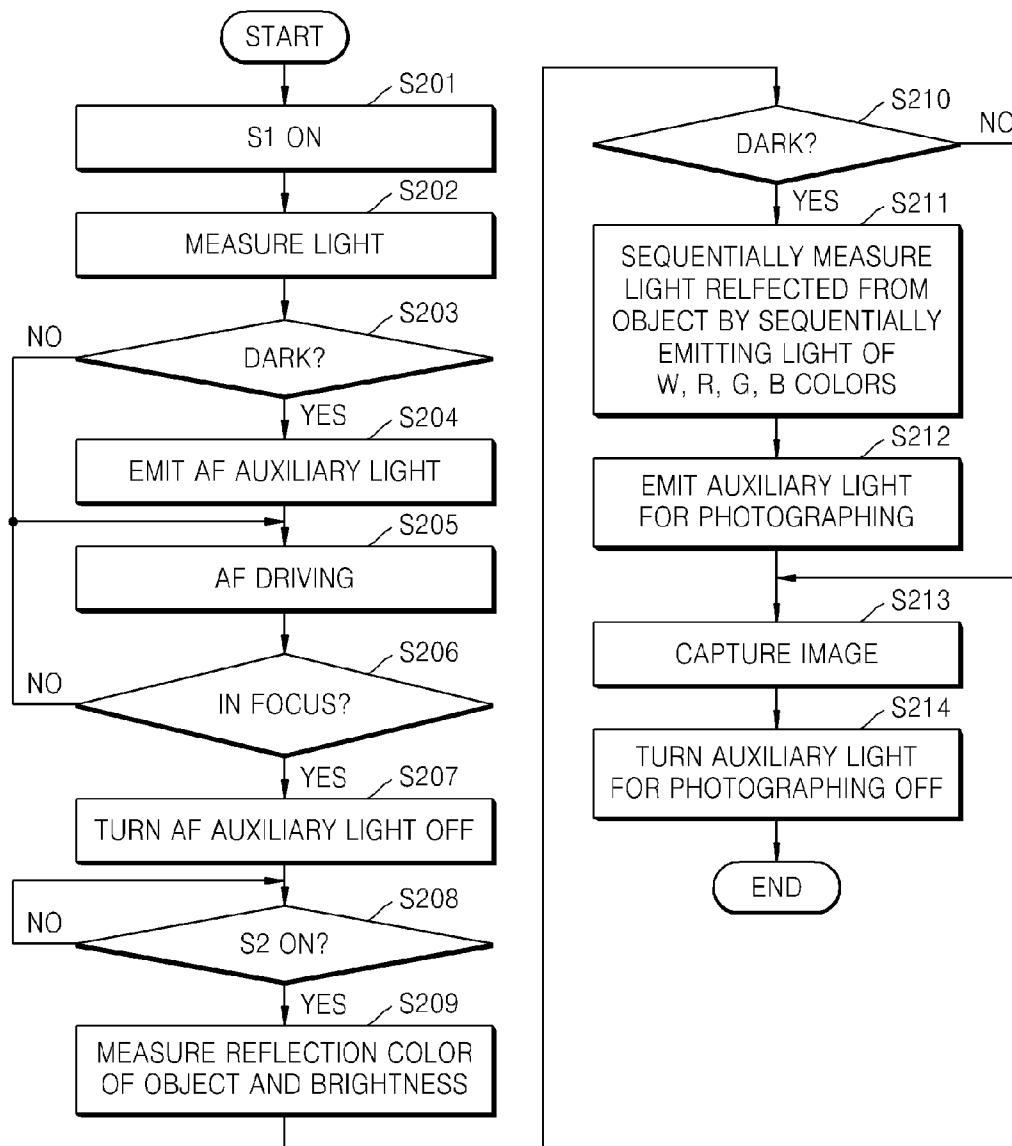 START
S201
S1 ON
S202
MEASURE LIGHT
S203
NO
DARK?
YES
S204
EMIT AF AUXILIARY LIGHT
S205
AF DRIVING
S206
NO
IN FOCUS?
YES
S207
TURN AF AUXILIARY LIGHT OFF
S208
NO
S2 ON?
YES
S209
MEASURE REFLECTION COLOR
OF OBJECT AND BRIGHTNESS
S210
NO
DARK?
YES
S211
SEQUENTIALLY MEASURE
LIGHT RELFECTED FROM
OBJECT BY SEQUENTIALLY
EMITTING LIGHT OF
W, R, G, B COLORS
S212
EMIT AUXILIARY LIGHT
FOR PHOTOGRAPHING
S213
CAPTURE IMAGE
S214
TURN AUXILIARY LIGHT
FOR PHOTOGRAPHING OFF
END